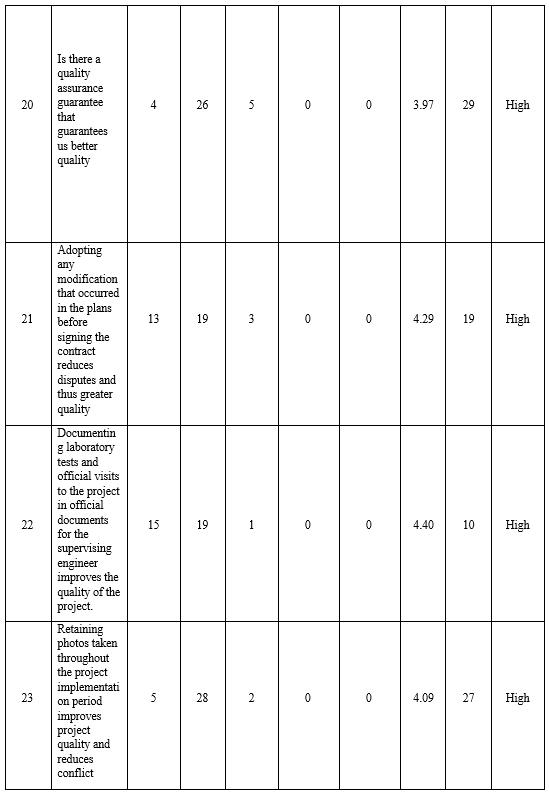 Is there a
quality
assurance
guarantee
that
guarantees
us better
quality
20 4 26 5 0 0 3.97 29 High
Adopting
any
modification
that occurred
in the plans
before
signing the
contract
reduces
disputes and
thus greater
quality
21 13 19 3 0 0 4.29 19 High
Documentin
g laboratory
tests and
official visits
to the project
in official
documents
for the
supervising
engineer
improves the
quality of the
project.
22 15 19 1 0 0 4.40 10 High
Retaining
photos taken
throughout
the project
implementati
on period
improves
project
quality and
reduces
conflict
23 5 28 2 0 0 4.09 27 High